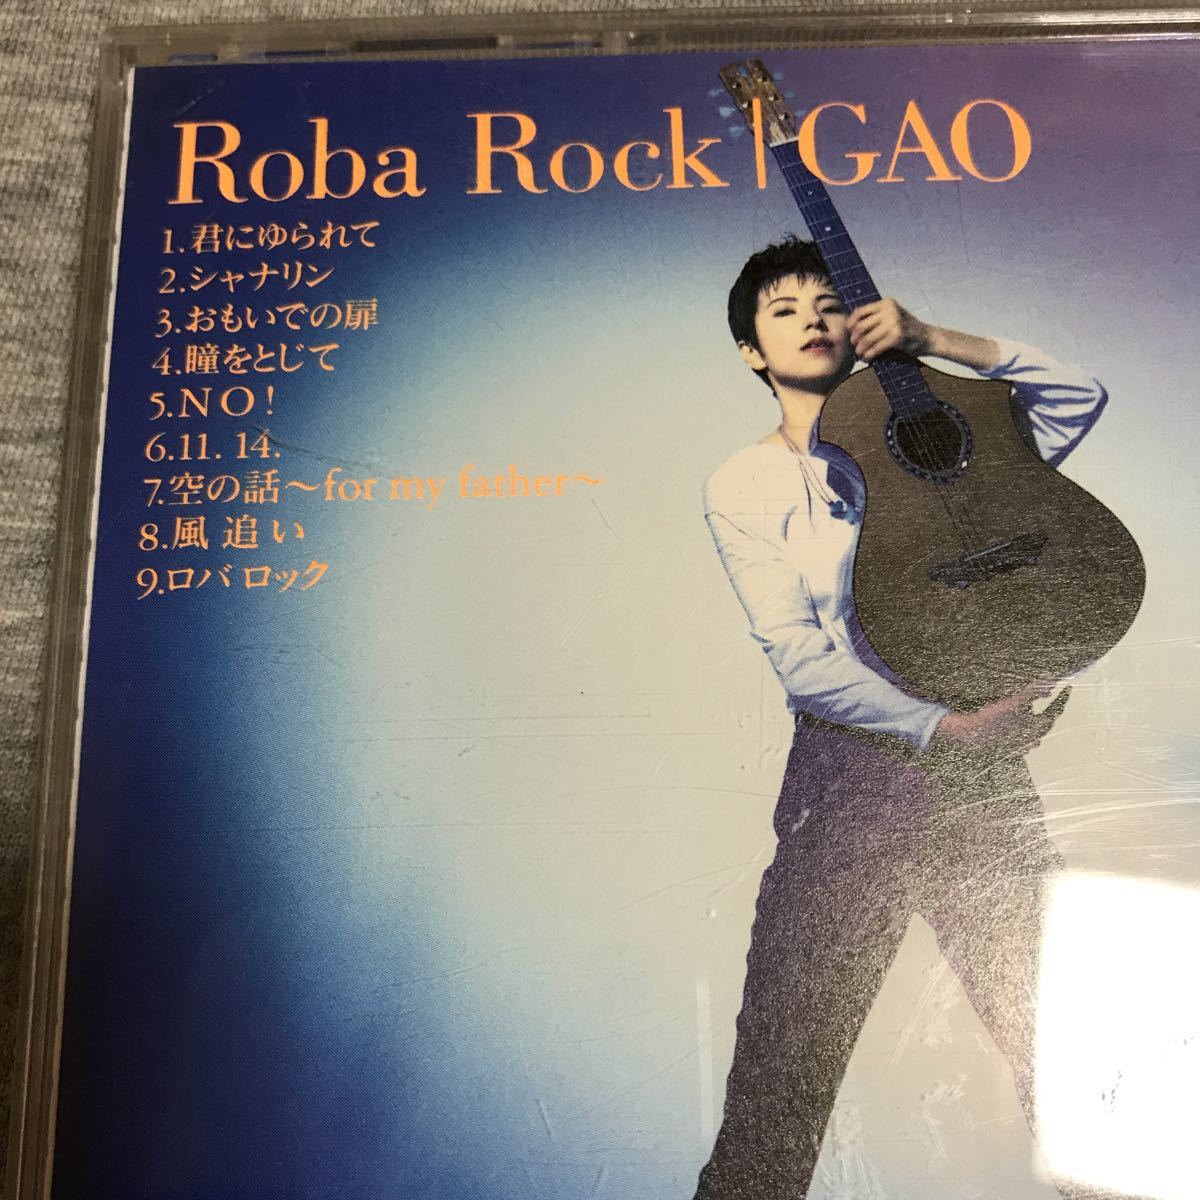 Roba Rock | GAO
1.君にゆられて
2.シャナリン
3.おもいでの扉
4.瞳をとじて
5.NO!
6.11. 14.
7.空の話〜for my father〜
8.風追い
9.ロバロック